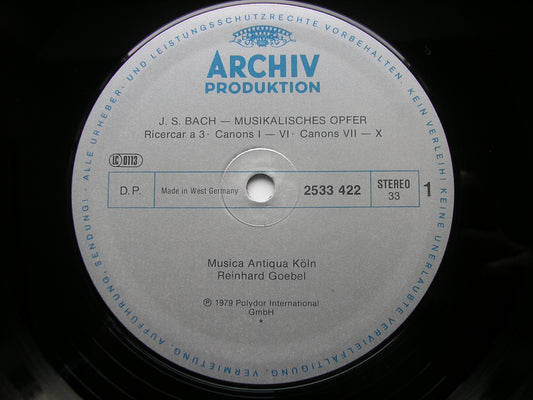 ARCHIV
PRODUKTION
J. S. BACH — MUSIKALISCHES OPFER
Ricercar a 3 · Canons I — VI · Canons VII — X
LC 0113
D. P.
Made in West Germany
2533 422
STEREO
33
1
Musica Antiqua Köln
Reinhard Goebel
℗ 1979 Polydor International
GmbH
*
ALLE URHEBER- UND LEISTUNGSSCHUTZRECHTE VORBEHALTEN. KEIN VERLEIH! KEINE UNERLAUBTE VERVIELFÄLTIGUNG, VERMIETUNG, AUFFÜHRUNG, SENDUNG!